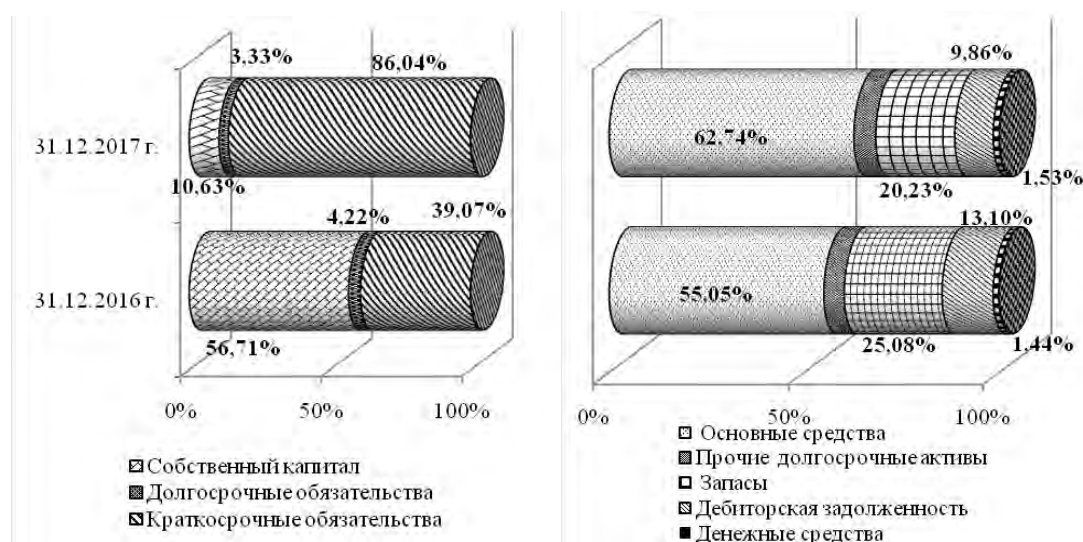 3,33%
86,04%
31.12.2017 г.
10,63%
4,22%
39,07%
31.12.2016 г.
56,71%
0%
50%
100%
Собственный капитал
Долгосрочные обязательства
Краткосрочные обязательства
9,86%
62,74%
20,23%
1,53%
13,10%
55,05%
25,08%
1,44%
0%
50%
100%
Основные средства
Прочие долгосрочные активы
Запасы
Дебиторская задолженность
Денежные средства